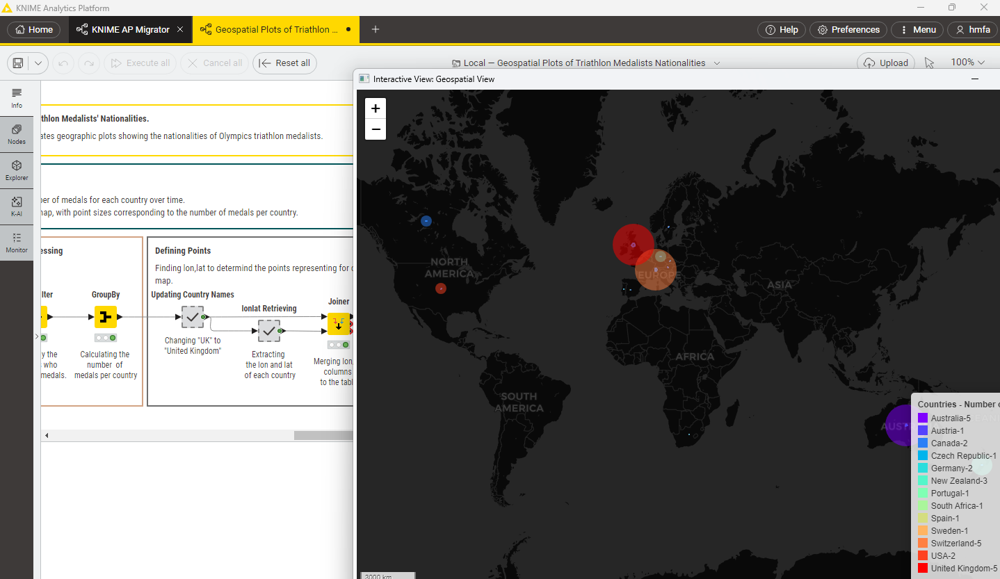 KNIME Analytics Platform
Home
KNIME AP Migrator
Geospatial Plots of Triathlon ...
Help
Preferences
Menu
hmfa
Execute all
Cancel all
Reset all
Local — Geospatial Plots of Triathlon Medalists Nationalities
Upload
100%
Info
Nodes
Explorer
K-AI
Monitor
thlon Medalists' Nationalities.
ates geographic plots showing the nationalities of Olympics triathlon medalists.
ber of medals for each country over time.
ap, with point sizes corresponding to the number of medals per country.
essing
lter
GroupBy
y the
who
medals.
Calculating the
number of
medals per country
Defining Points
Finding lon,lat to determind the points representing for
map.
Updating Country Names
lonlat Retrieving
Joiner
Changing "UK" to
"United Kingdom"
Extracting
the lon and lat
of each country
Merging lon,
columns
to the tabl
Interactive View: Geospatial View
+
−
NORTH
AMERICA
EUROPE
ASIA
AFRICA
SOUTH
AMERICA
AUST
Countries - Number
Australia-5
Austria-1
Canada-2
Czech Republic-1
Germany-2
New Zealand-3
Portugal-1
South Africa-1
Spain-1
Sweden-1
Switzerland-5
USA-2
United Kingdom-5
3000 km